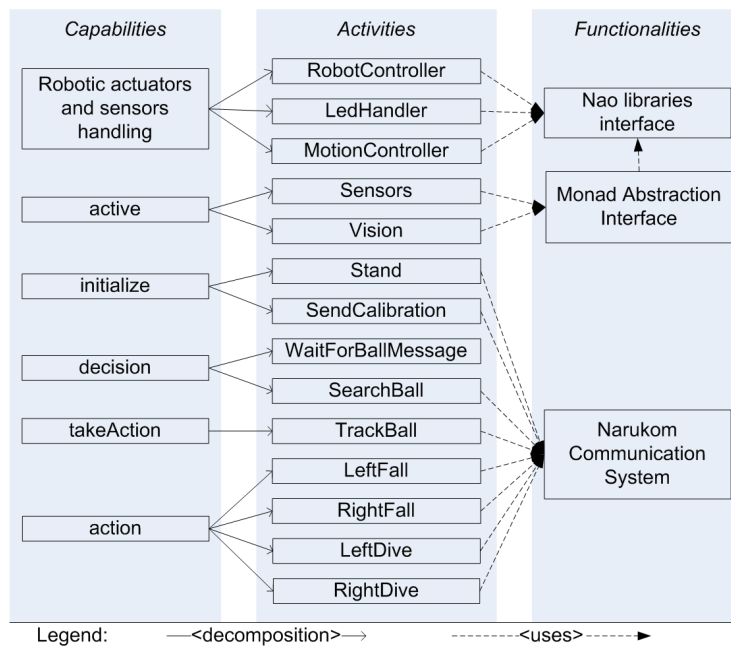 Capabilities
Activities
Functionalities
Robotic actuators
and sensors
handling
active
initialize
decision
takeAction
action
RobotController
LedHandler
MotionController
Sensors
Vision
Stand
SendCalibration
WaitForBallMessage
SearchBall
TrackBall
LeftFall
RightFall
LeftDive
RightDive
Nao libraries
interface
Monad Abstraction
Interface
Narukom
Communication
System
Legend:
<decomposition>
<uses>